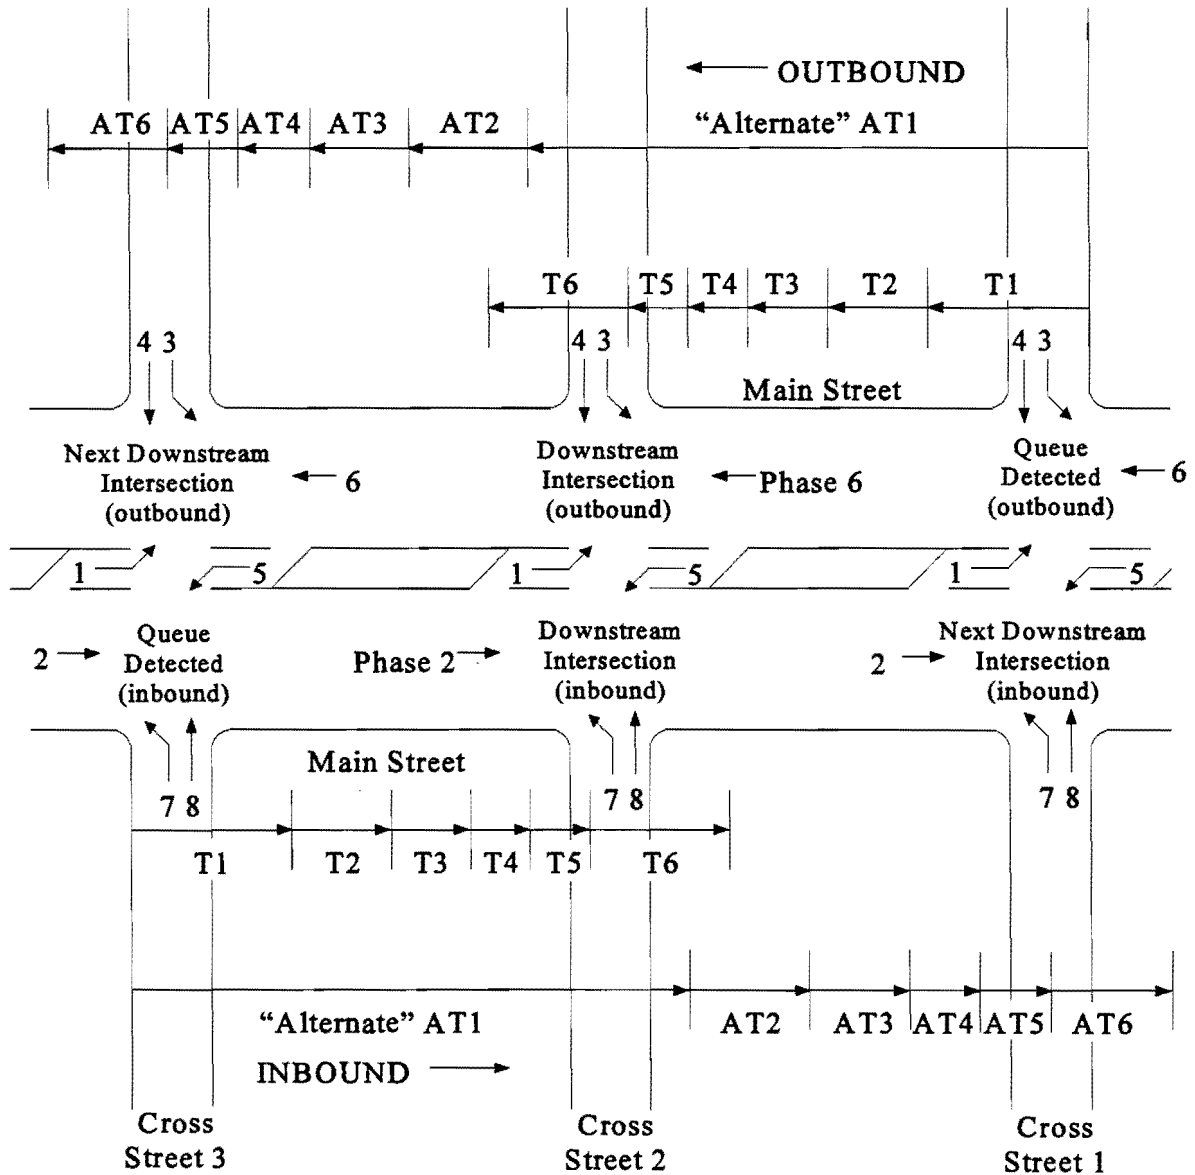 OUTBOUND
AT6 AT5 AT4 AT3 AT2 “Alternate” AT1
T6 T5 T4 T3 T2 T1
4 3 4 3 4 3
Main Street
Next Downstream
Intersection
(outbound)
6
Downstream
Intersection
(outbound)
Phase 6
Queue
Detected
(outbound)
6
1 5 1 5 1 5
2
Queue
Detected
(inbound)
Phase 2
Downstream
Intersection
(inbound)
2
Next Downstream
Intersection
(inbound)
Main Street
7 8 7 8 7 8
T1 T2 T3 T4 T5 T6
“Alternate” AT1 AT2 AT3 AT4 AT5 AT6
INBOUND
Cross
Street 3
Cross
Street 2
Cross
Street 1